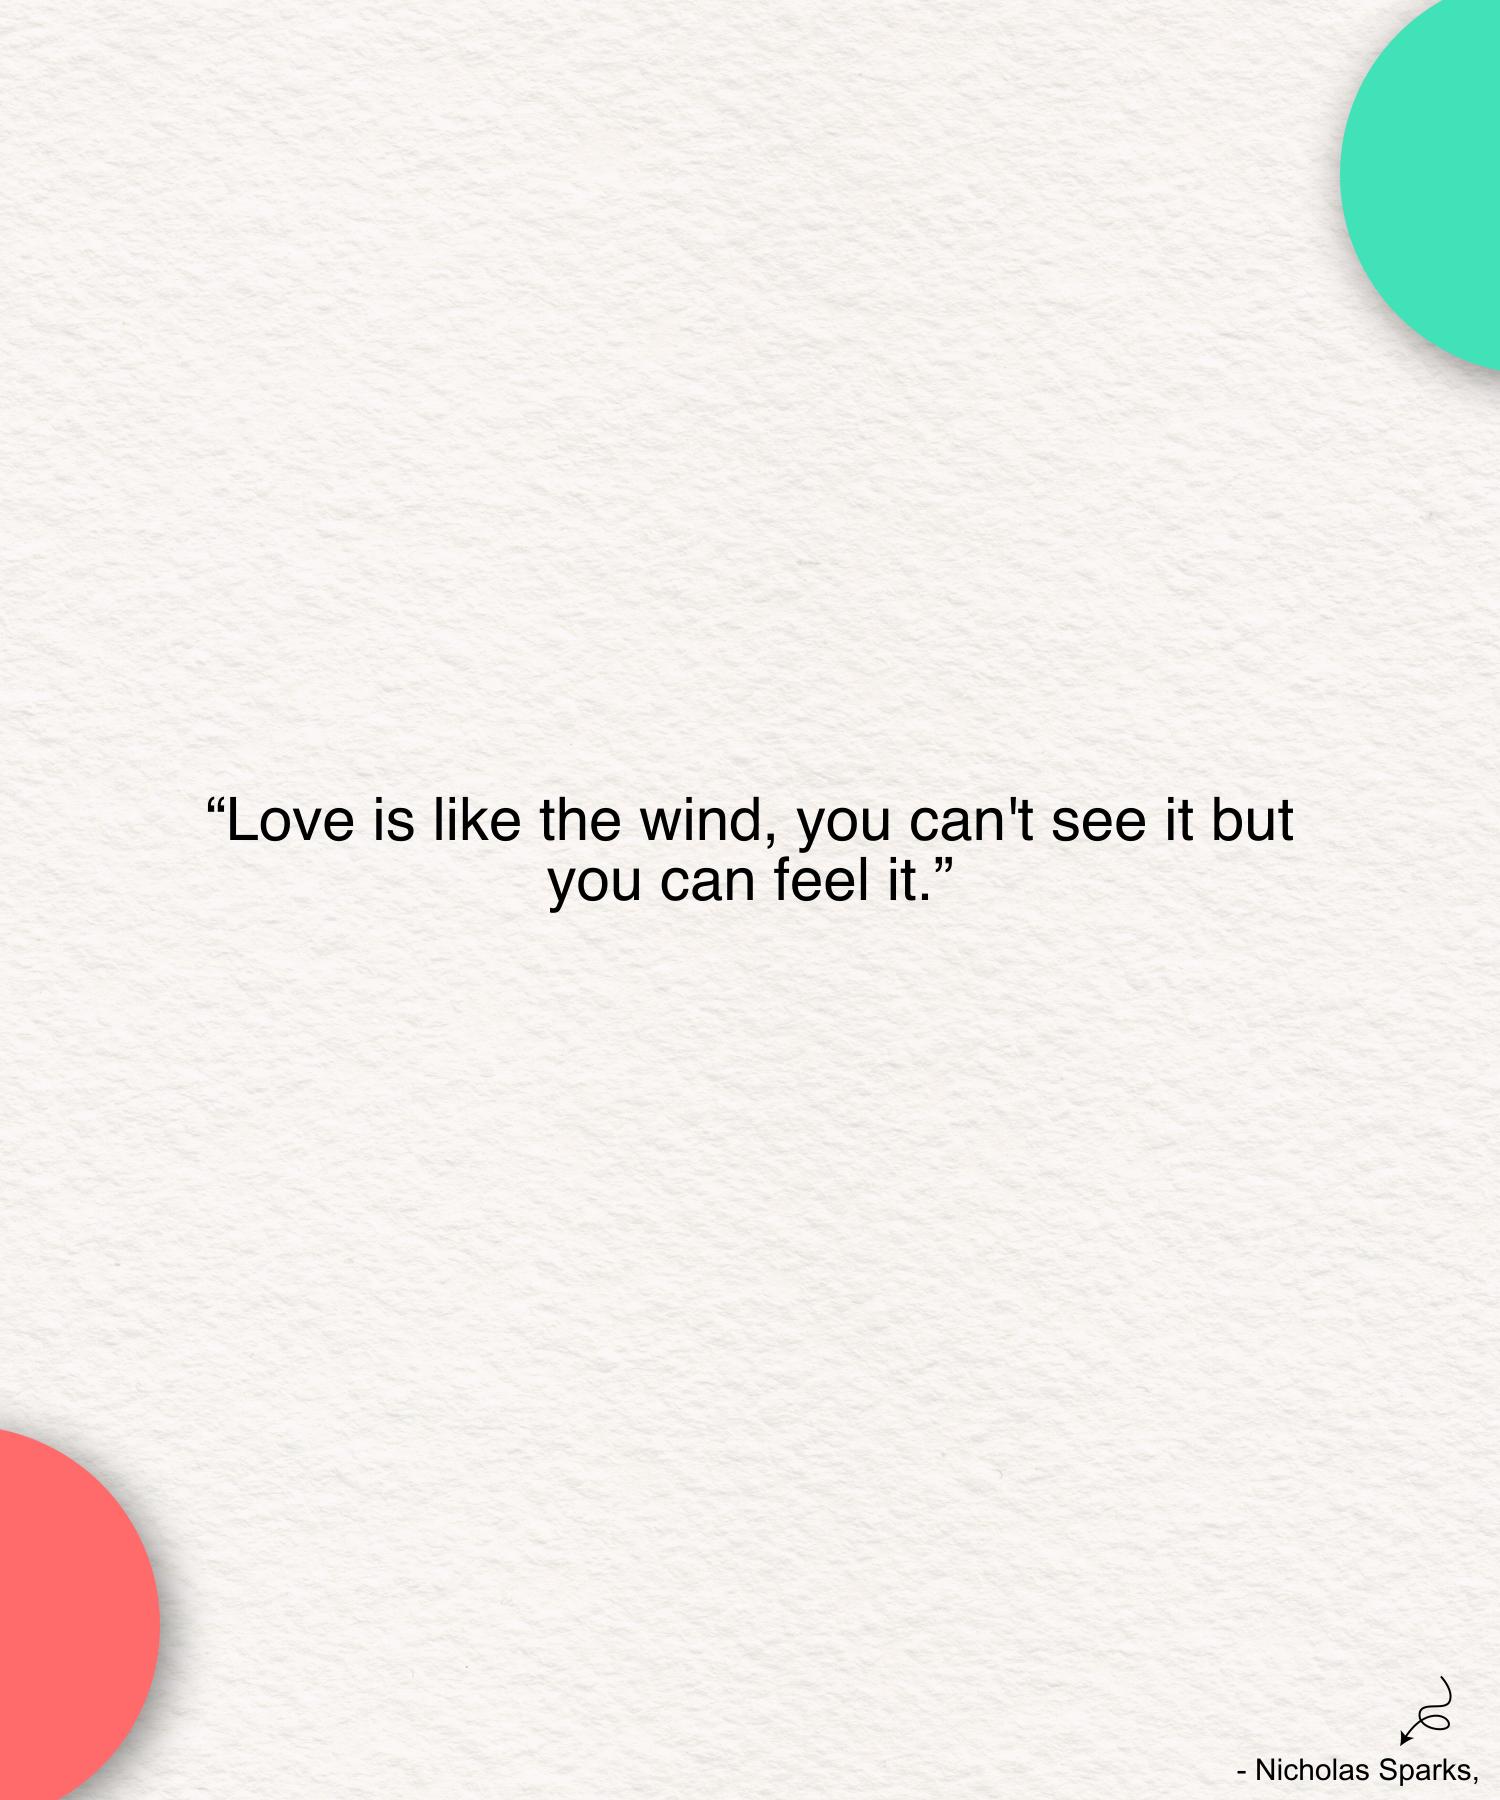 “Love is like the wind, you can't see it but
you can feel it.”
- Nicholas Sparks,